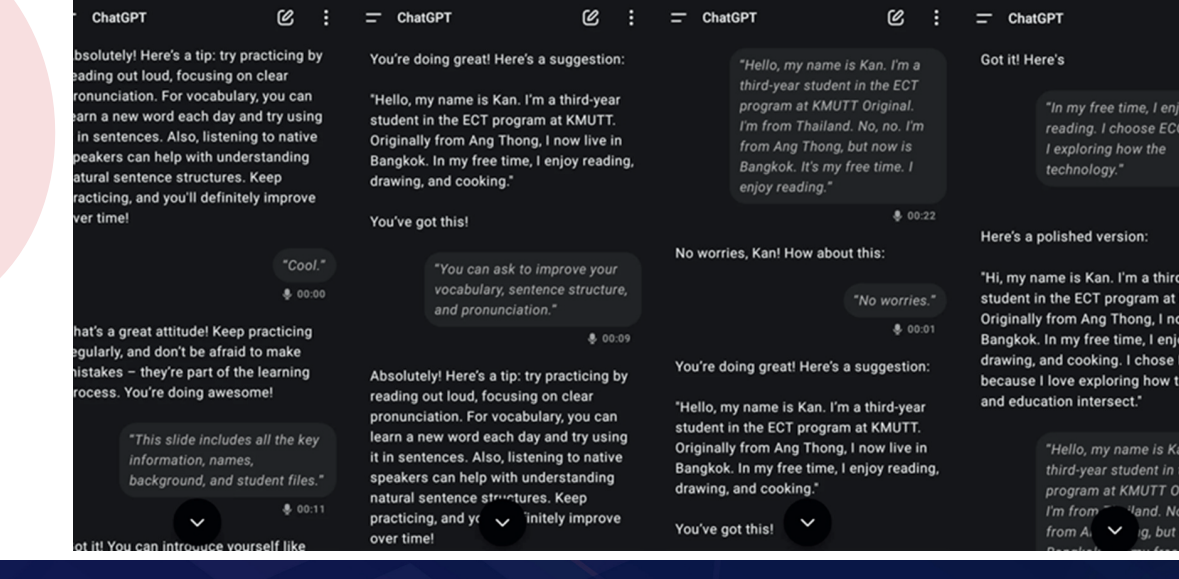 ChatGPT
bsolutely! Here's a tip: try practicing by
eading out loud, focusing on clear
ronunciation. For vocabulary, you can
earn a new word each day and try using
in sentences. Also, listening to native
peakers can help with understanding
atural sentence structures. Keep
racticing, and you'll definitely improve
ver time!
"Cool."
00:00
hat's a great attitude! Keep practicing
egularly, and don't be afraid to make
istakes – they're part of the learning
rocess. You're doing awesome!
"This slide includes all the key
information, names,
background, and student files."
00:11
ot it! You can introduce yourself like
ChatGPT
You're doing great! Here's a suggestion:
"Hello, my name is Kan. I'm a third-year
student in the ECT program at KMUTT.
Originally from Ang Thong, I now live in
Bangkok. In my free time, I enjoy reading,
drawing, and cooking."
You've got this!
"You can ask to improve your
vocabulary, sentence structure,
and pronunciation."
00:09
Absolutely! Here's a tip: try practicing by
reading out loud, focusing on clear
pronunciation. For vocabulary, you can
learn a new word each day and try using
it in sentences. Also, listening to native
speakers can help with understanding
natural sentence structures. Keep
practicing, and yo initely improve
over time!
ChatGPT
"Hello, my name is Kan. I'm a
third-year student in the ECT
program at KMUTT Original.
I'm from Thailand. No, no. I'm
from Ang Thong, but now is
Bangkok. It's my free time. I
enjoy reading."
00:22
No worries, Kan! How about this:
"No worries."
00:01
You're doing great! Here's a suggestion:
"Hello, my name is Kan. I'm a third-year
student in the ECT program at KMUTT.
Originally from Ang Thong, I now live in
Bangkok. In my free time, I enjoy reading,
drawing, and cooking."
You've got this!
ChatGPT
Got it! Here's
"In my free time, I enj
reading. I choose EC
I exploring how the
technology."
Here's a polished version:
"Hi, my name is Kan. I'm a third
student in the ECT program at
Originally from Ang Thong, I no
Bangkok. In my free time, I enj
drawing, and cooking. I chose
because I love exploring how t
and education intersect."
"Hello, my name is Ka
third-year student in
program at KMUTT O
I'm from land. No
from A g, but